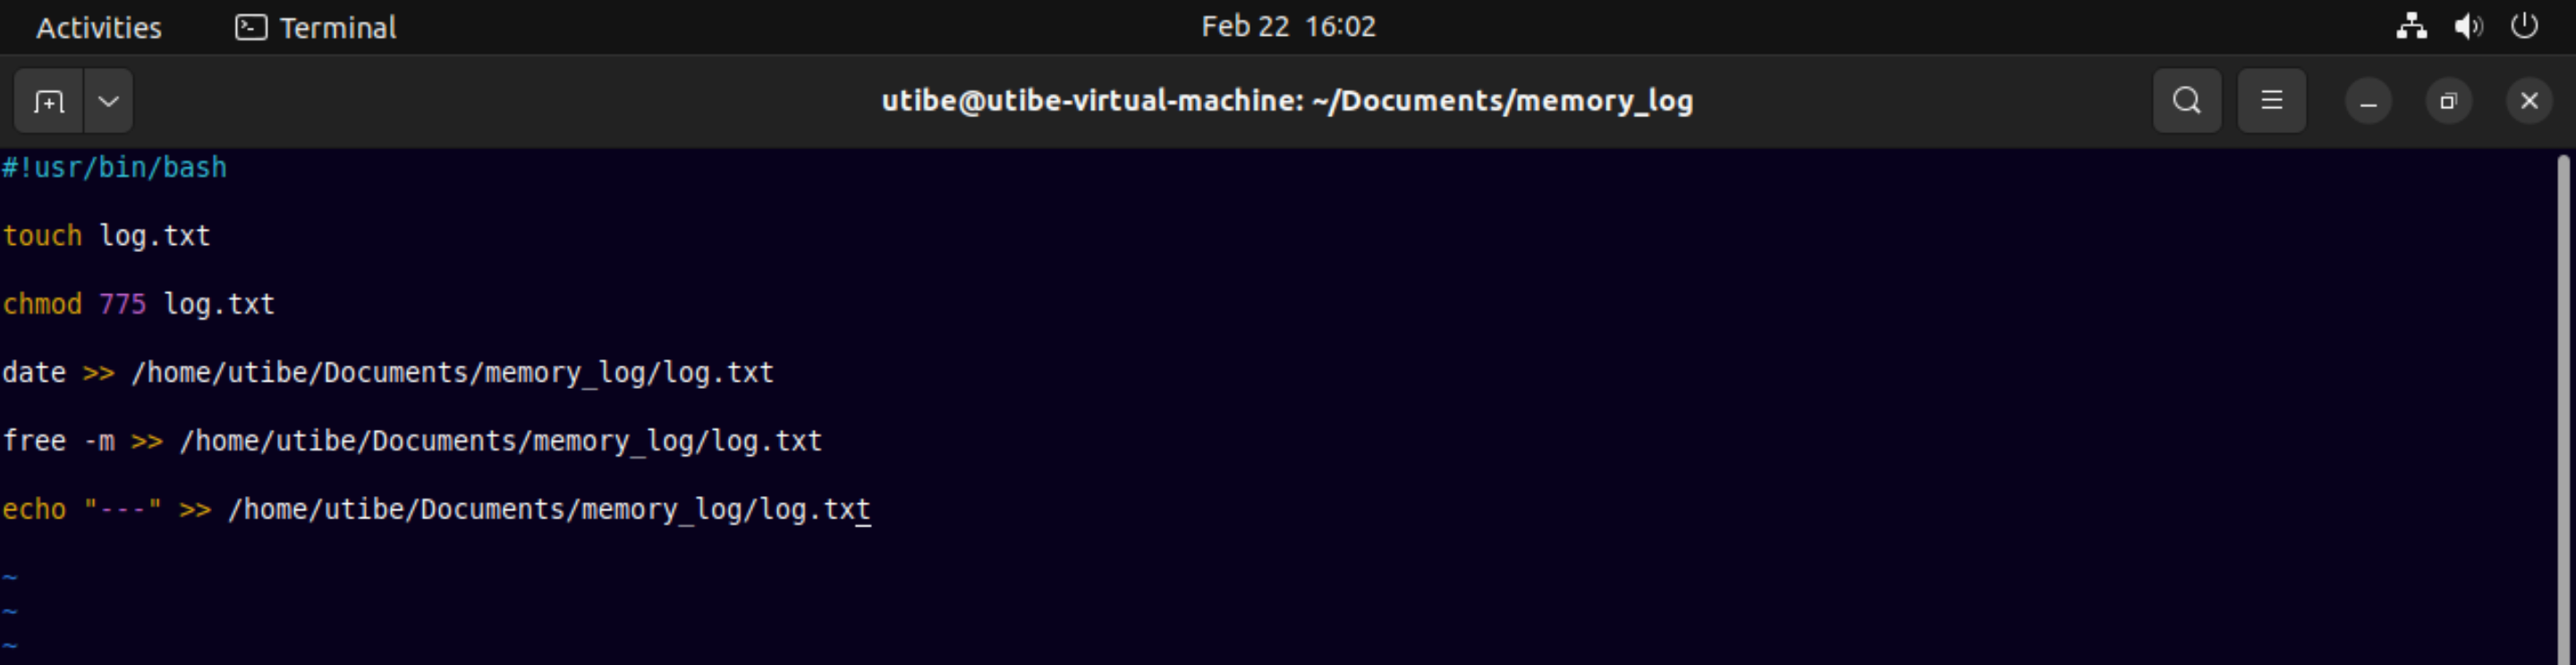 Activities Terminal Feb 22 16:02
utibe@utibe-virtual-machine: ~/Documents/memory_log
#!usr/bin/bash
touch log.txt
chmod 775 log.txt
date >> /home/utibe/Documents/memory_log/log.txt
free -m >> /home/utibe/Documents/memory_log/log.txt
echo "---" >> /home/utibe/Documents/memory_log/log.txt
~
~
~